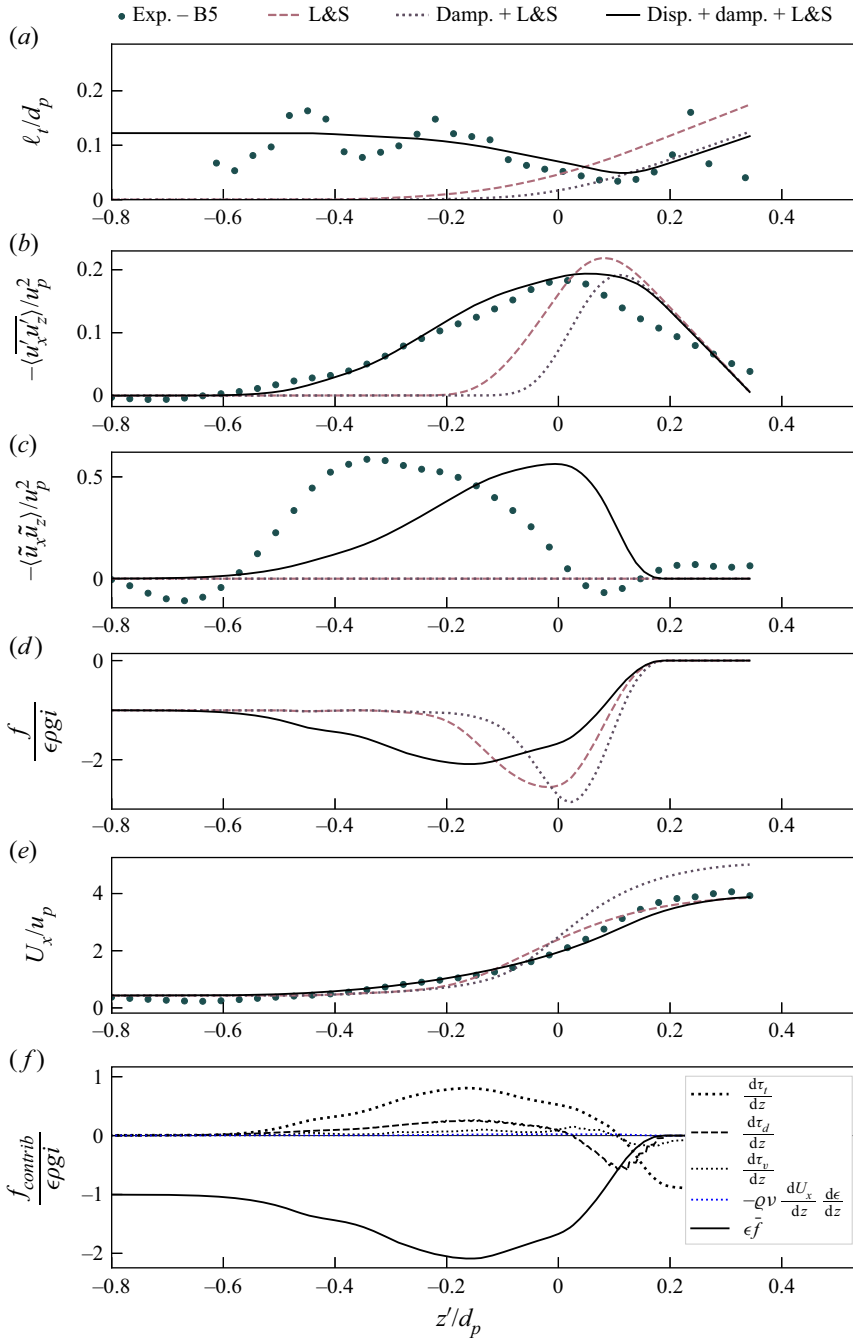 Exp. – B5 L&S Damp. + L&S Disp. + damp. + L&S
(a)
0.2
ℓ_t/d_p
0.1
0
–0.8 –0.6 –0.4 –0.2 0 0.2 0.4
(b)
0.2
–⟨\overline{u′_x u′_z}⟩/u_p^2
0.1
0
–0.8 –0.6 –0.4 –0.2 0 0.2 0.4
(c)
0.5
–⟨ũ_x ũ_z⟩/u_p^2
0
–0.8 –0.6 –0.4 –0.2 0 0.2 0.4
(d)
0
f/ϵρgi
–2
–0.8 –0.6 –0.4 –0.2 0 0.2 0.4
(e)
4
U_x/u_p
2
0
–0.8 –0.6 –0.4 –0.2 0 0.2 0.4
(f)
1
0
f_contrib/ϵρgi
–1
–2
dτ_t/dz
dτ_d/dz
dτ_v/dz
–ϱν dU_x/dz dϵ/dz
ϵf̄
–0.8 –0.6 –0.4 –0.2 0 0.2 0.4
z′/d_p